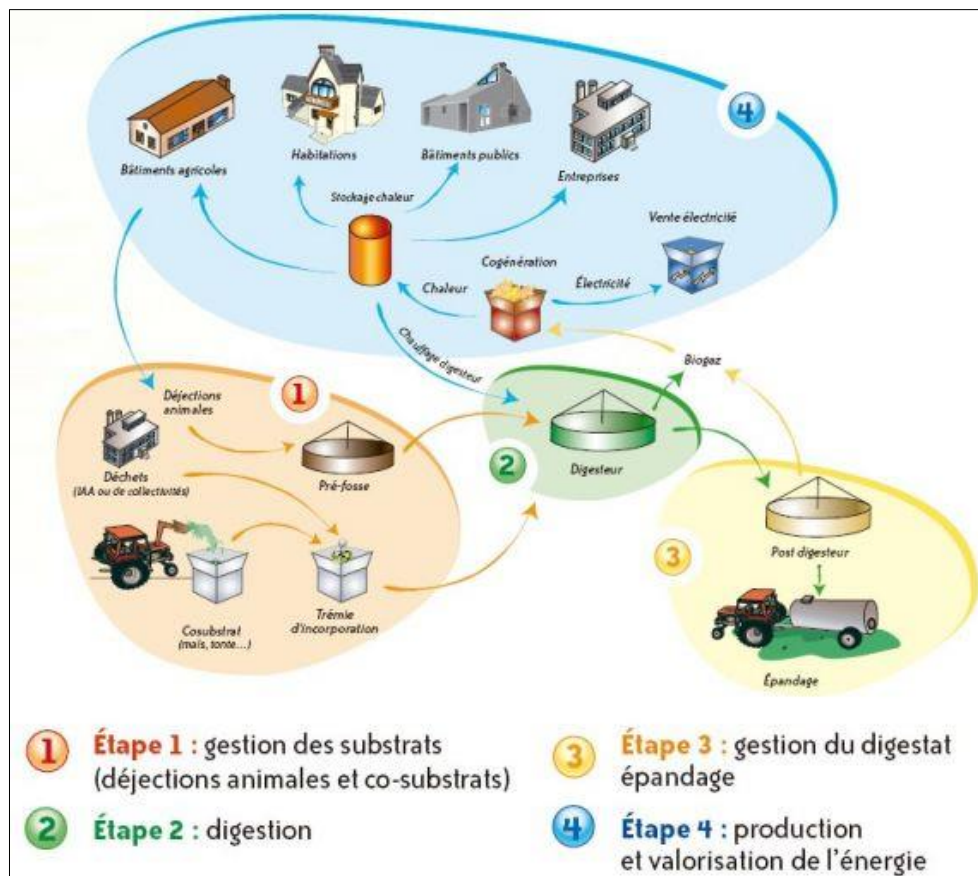 4
Bâtiments agricoles
Habitations
Bâtiments publics
Entreprises
Stockage chaleur
Vente électricité
Cogénération
Chaleur
Électricité
Chauffage digesteur
Biogaz
1
Déjections
animales
Déchets
(IAA ou de collectivités)
Pré-fosse
Cosubstrat
(maïs, tonte...)
Trémie
d'incorporation
2
Digesteur
3
Post digesteur
Épandage
1 Étape 1 : gestion des substrats
(déjections animales et co-substrats)
2 Étape 2 : digestion
3 Étape 3 : gestion du digestat
épandage
4 Étape 4 : production
et valorisation de l'énergie